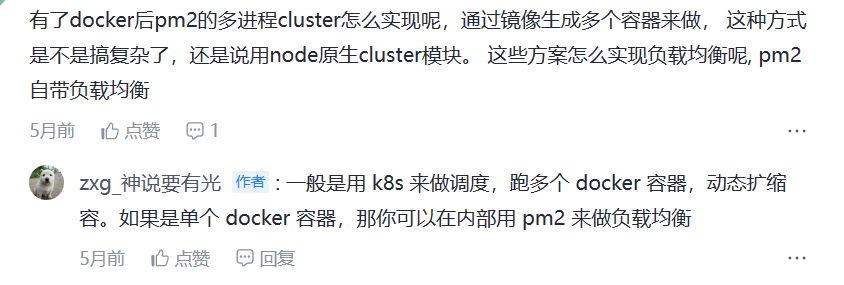 有了docker后pm2的多进程cluster怎么实现呢，通过镜像生成多个容器来做， 这种方式
是不是搞复杂了，还是说用node原生cluster模块。 这些方案怎么实现负载均衡呢, pm2
自带负载均衡
5月前 点赞 1
zxg_神说要有光 作者 : 一般是用 k8s 来做调度，跑多个 docker 容器，动态扩缩
容。如果是单个 docker 容器，那你可以在内部用 pm2 来做负载均衡
5月前 点赞 回复